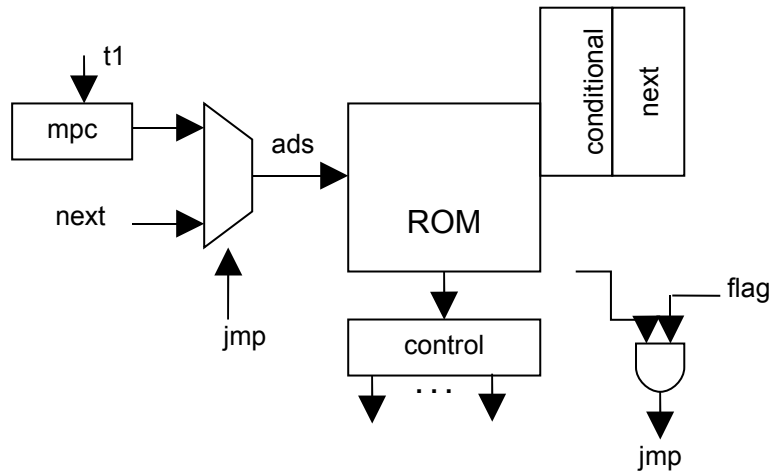 t1
mpc
ads
next
jmp
ROM
conditional
next
control
. . .
flag
jmp